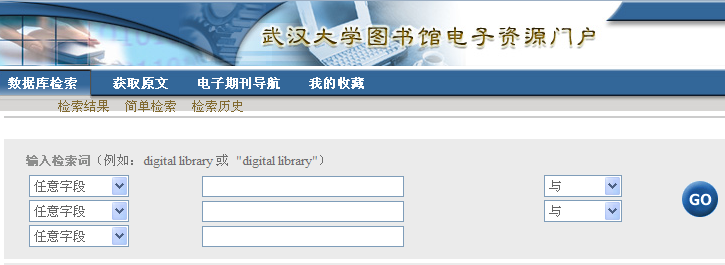 武汉大学图书馆电子资源门户
数据库检索 获取原文 电子期刊导航 我的收藏
检索结果 简单检索 检索历史
输入检索词（例如： digital library 或 "digital library"）
任意字段 与
任意字段 与
GO
任意字段